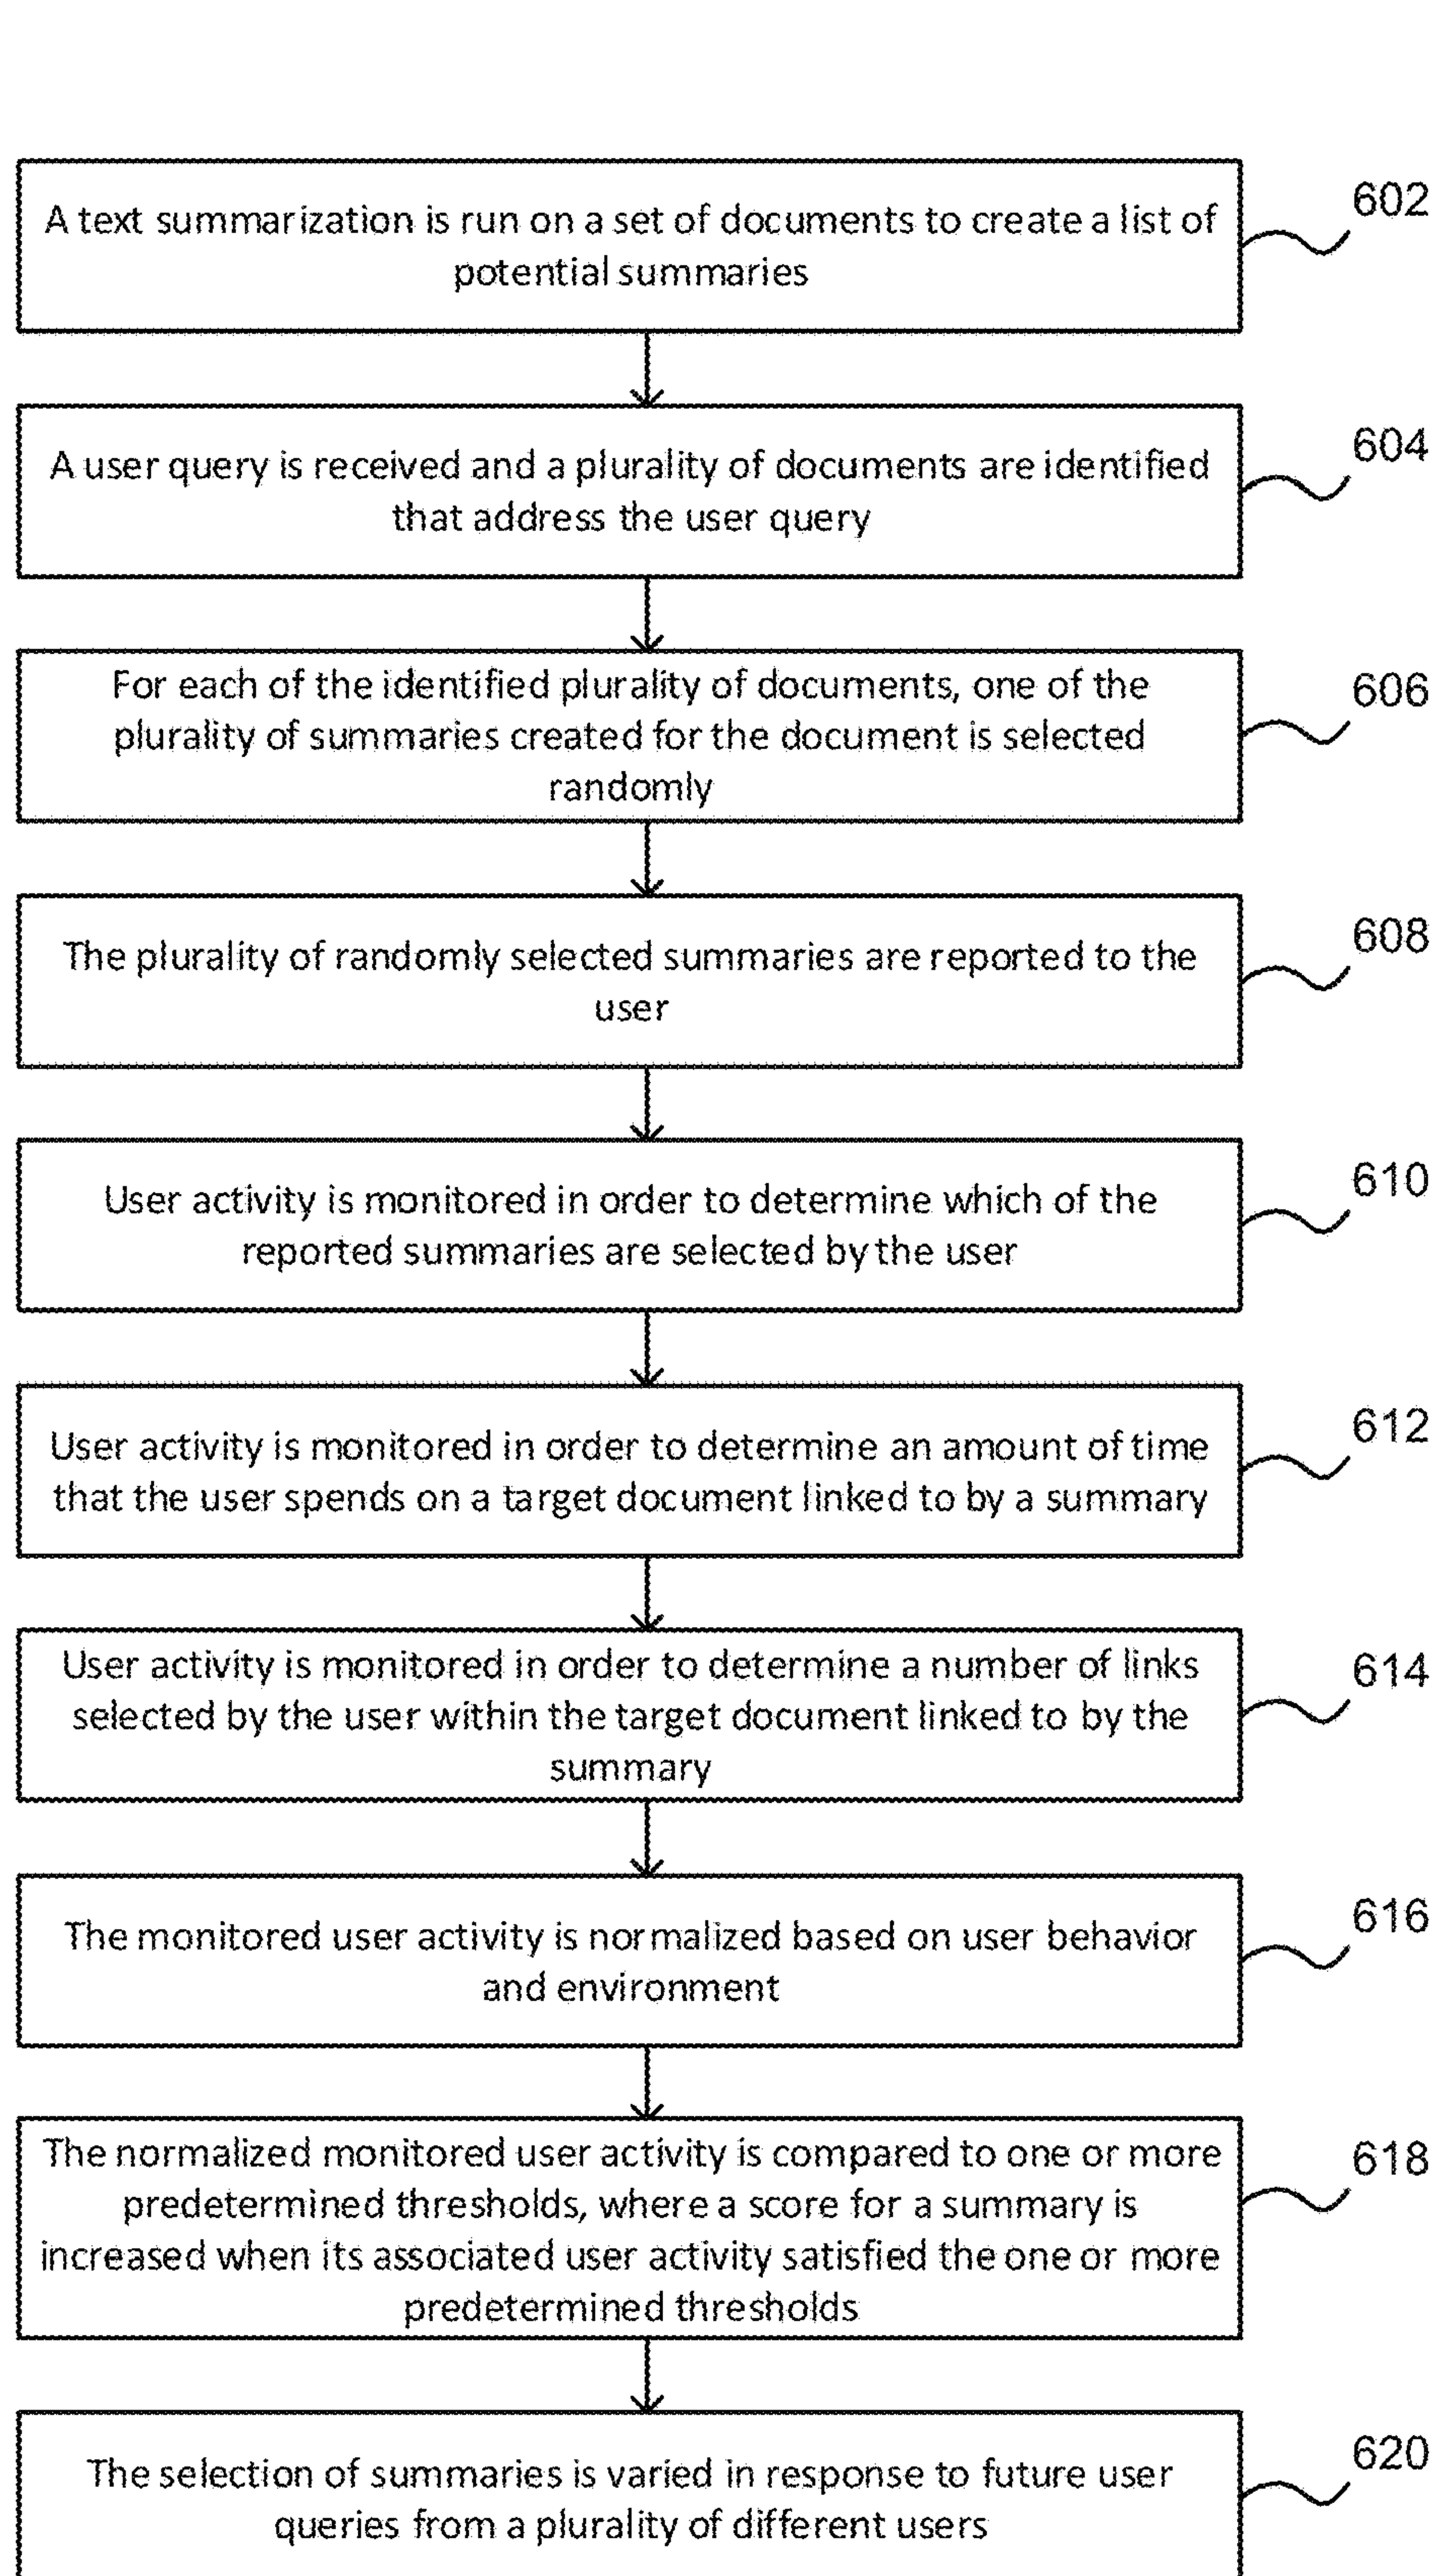 A text summarization is run on a set of documents to create a list of
potential summaries
602
A user query is received and a plurality of documents are identified
that address the user query
604
For each of the identified plurality of documents, one of the
plurality of summaries created for the document is selected
randomly
606
The plurality of randomly selected summaries are reported to the
user
608
User activity is monitored in order to determine which of the
reported summaries are selected by the user
610
User activity is monitored in order to determine an amount of time
that the user spends on a target document linked to by a summary
612
User activity is monitored in order to determine a number of links
selected by the user within the target document linked to by the
summary
614
The monitored user activity is normalized based on user behavior
and environment
616
The normalized monitored user activity is compared to one or more
predetermined thresholds, where a score for a summary is
increased when its associated user activity satisfied the one or more
predetermined thresholds
618
The selection of summaries is varied in response to future user
queries from a plurality of different users
620